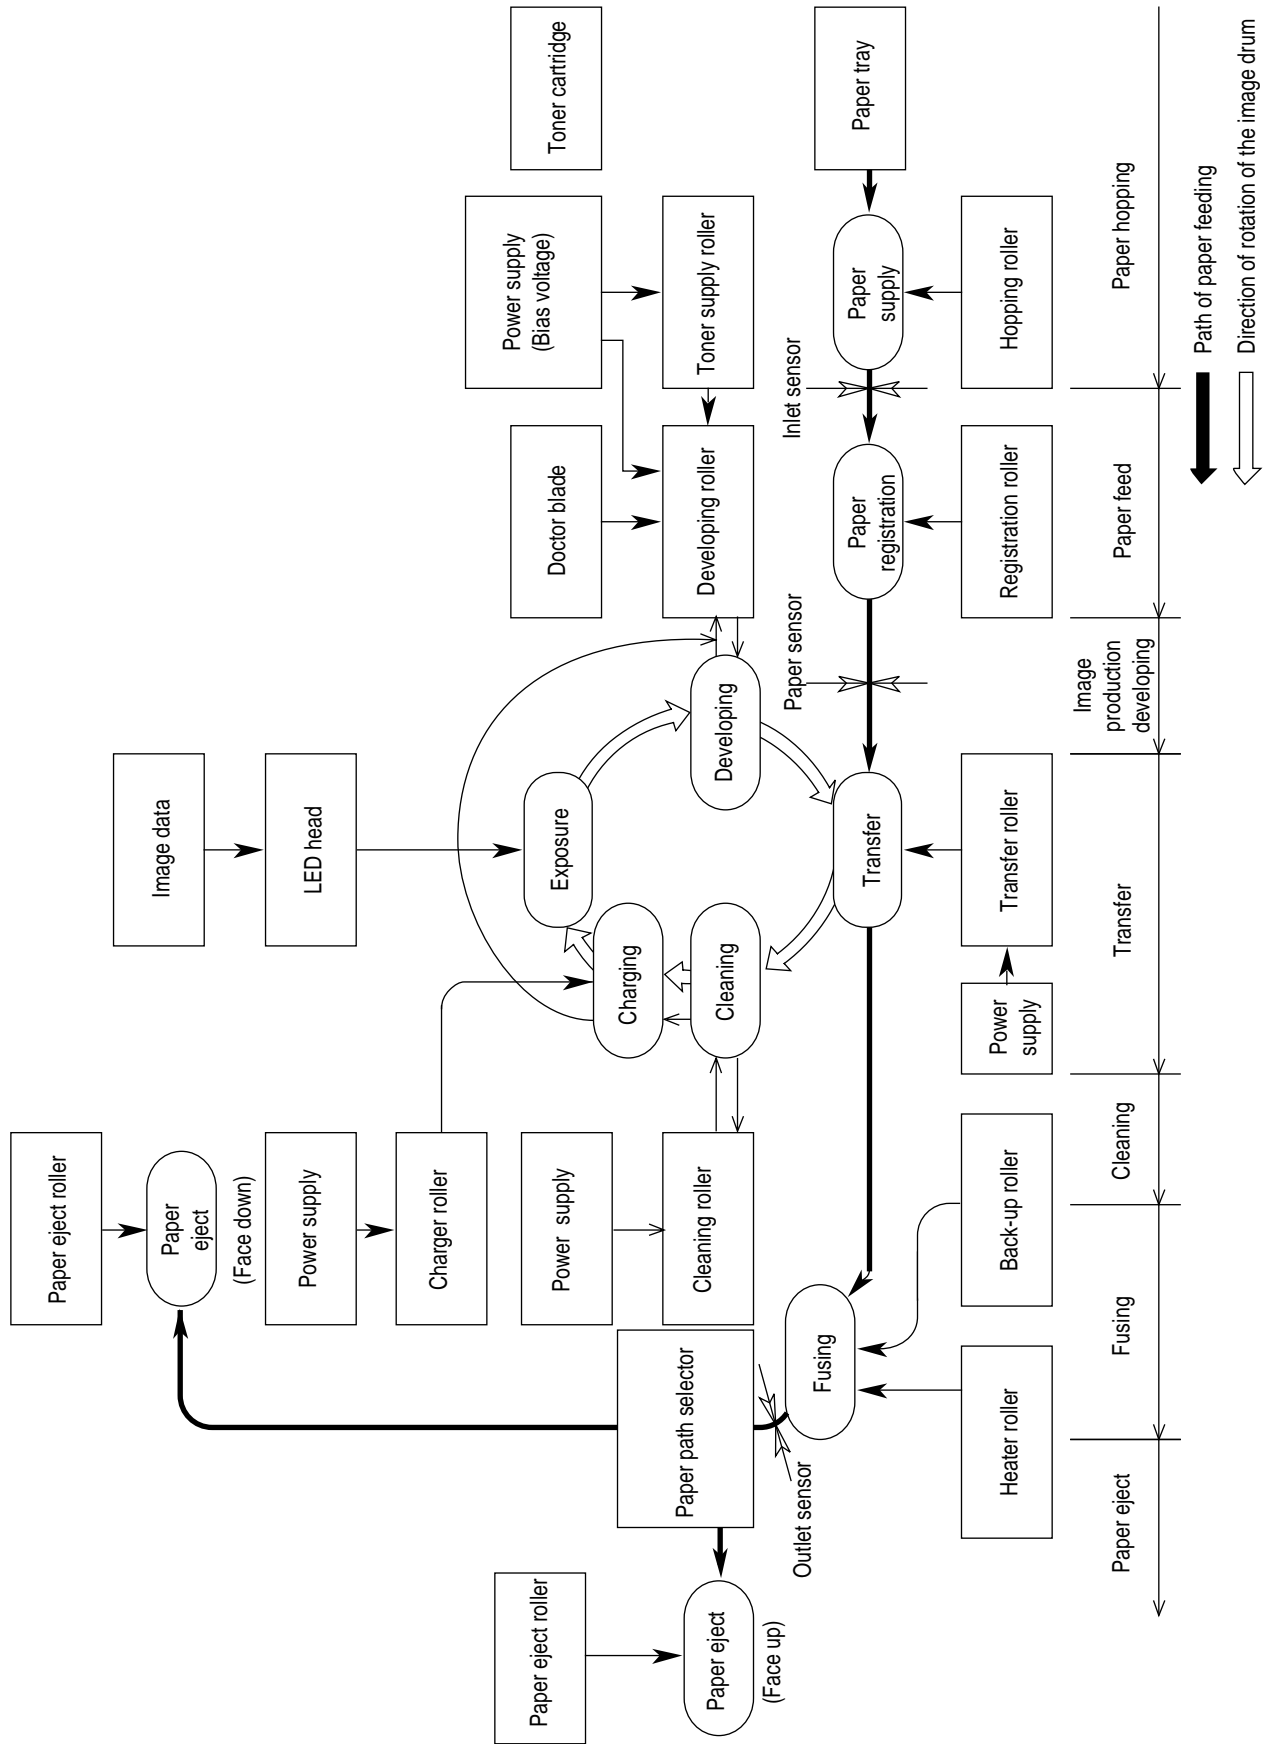 Paper eject roller
Paper
eject
(Face down)
Power supply
Charger roller
Power  supply
Cleaning roller
Image data
LED head
Exposure
Charging
Cleaning
Developing
Transfer
Power supply
(Bias voltage)
Toner cartridge
Doctor blade
Toner supply roller
Developing roller
Paper eject roller
Paper eject
(Face up)
Paper path selector
Outlet sensor
Fusing
Paper sensor
Paper
registration
Inlet sensor
Paper
supply
Paper tray
Heater roller
Back-up roller
Power
supply
Transfer roller
Registration roller
Hopping roller
Paper eject
Fusing
Cleaning
Transfer
Image
production
developing
Paper feed
Paper hopping
Path of paper feeding
Direction of rotation of the image drum